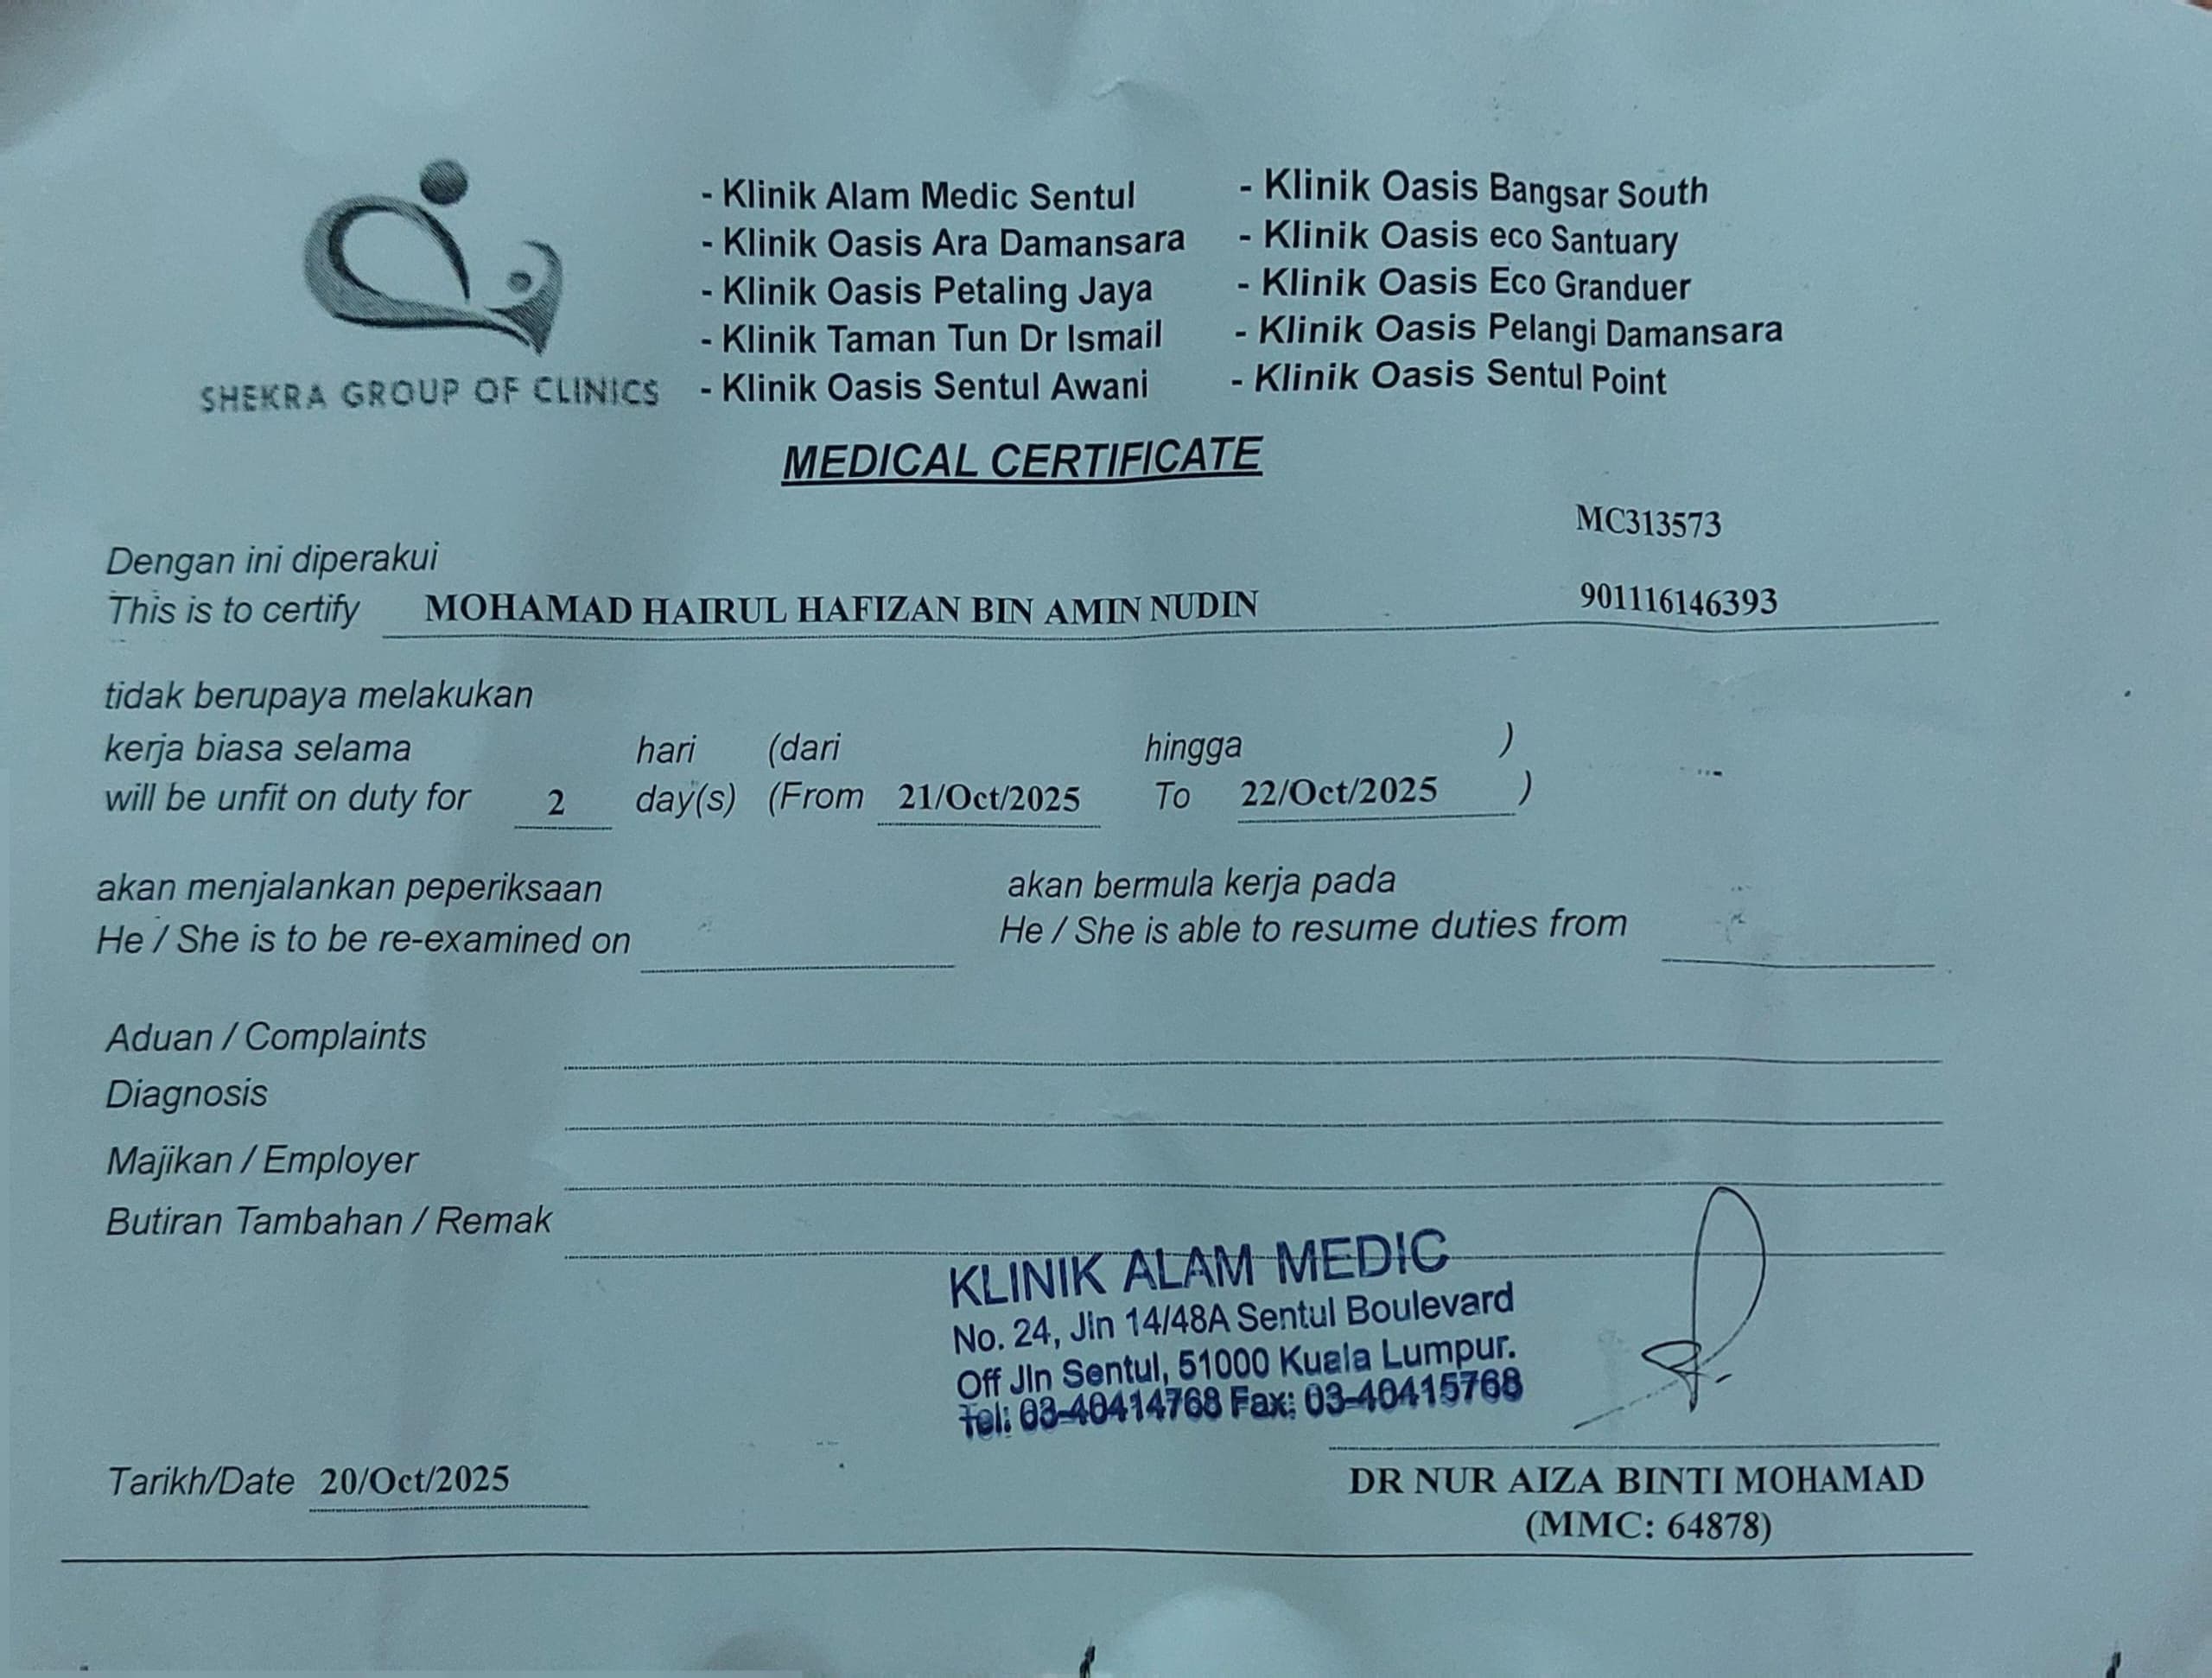 SHEKRA GROUP OF CLINICS
- Klinik Alam Medic Sentul
- Klinik Oasis Ara Damansara
- Klinik Oasis Petaling Jaya
- Klinik Taman Tun Dr Ismail
- Klinik Oasis Sentul Awani
- Klinik Oasis Bangsar South
- Klinik Oasis eco Santuary
- Klinik Oasis Eco Granduer
- Klinik Oasis Pelangi Damansara
- Klinik Oasis Sentul Point
MEDICAL CERTIFICATE
MC313573
Dengan ini diperakui
This is to certify MOHAMAD HAIRUL HAFIZAN BIN AMIN NUDIN 901116146393
tidak berupaya melakukan
kerja biasa selama hari (dari hingga )
will be unfit on duty for 2 day(s) (From 21/Oct/2025 To 22/Oct/2025 )
akan menjalankan peperiksaan akan bermula kerja pada
He / She is to be re-examined on He / She is able to resume duties from
Aduan / Complaints
Diagnosis
Majikan / Employer
Butiran Tambahan / Remak
KLINIK ALAM MEDIC
No. 24, Jln 14/48A Sentul Boulevard
Off Jln Sentul, 51000 Kuala Lumpur.
Tel: 03-40414768 Fax: 03-40415768
Tarikh/Date 20/Oct/2025
DR NUR AIZA BINTI MOHAMAD
(MMC: 64878)